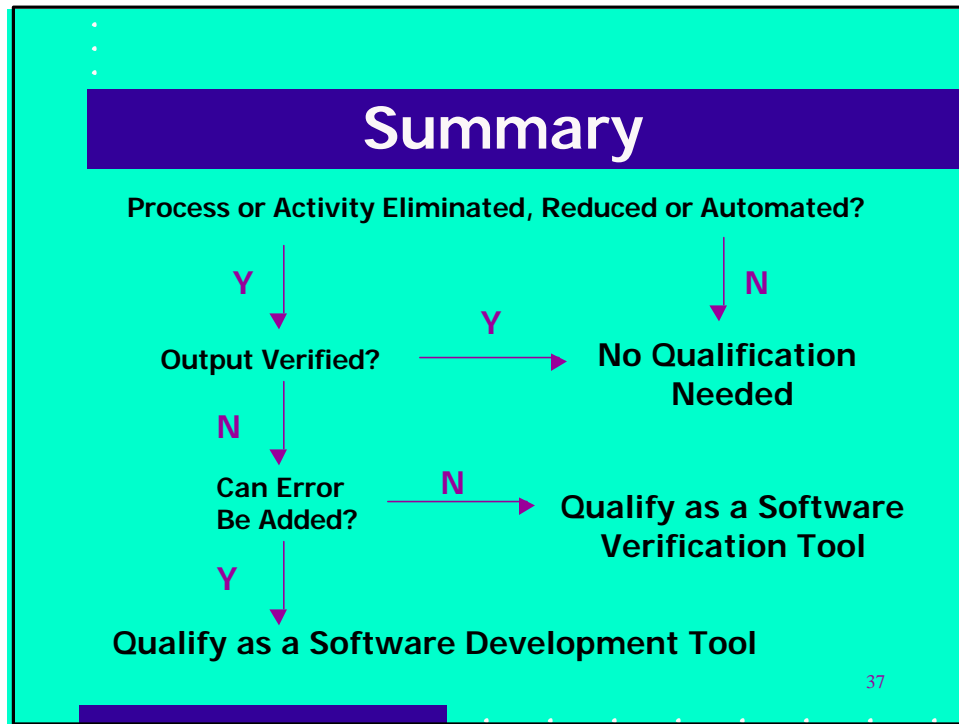 Summary
Process or Activity Eliminated, Reduced or Automated?
Y
N
Output Verified?
Y
No Qualification
Needed
N
Can Error
Be Added?
N
Qualify as a Software
Verification Tool
Y
Qualify as a Software Development Tool
37